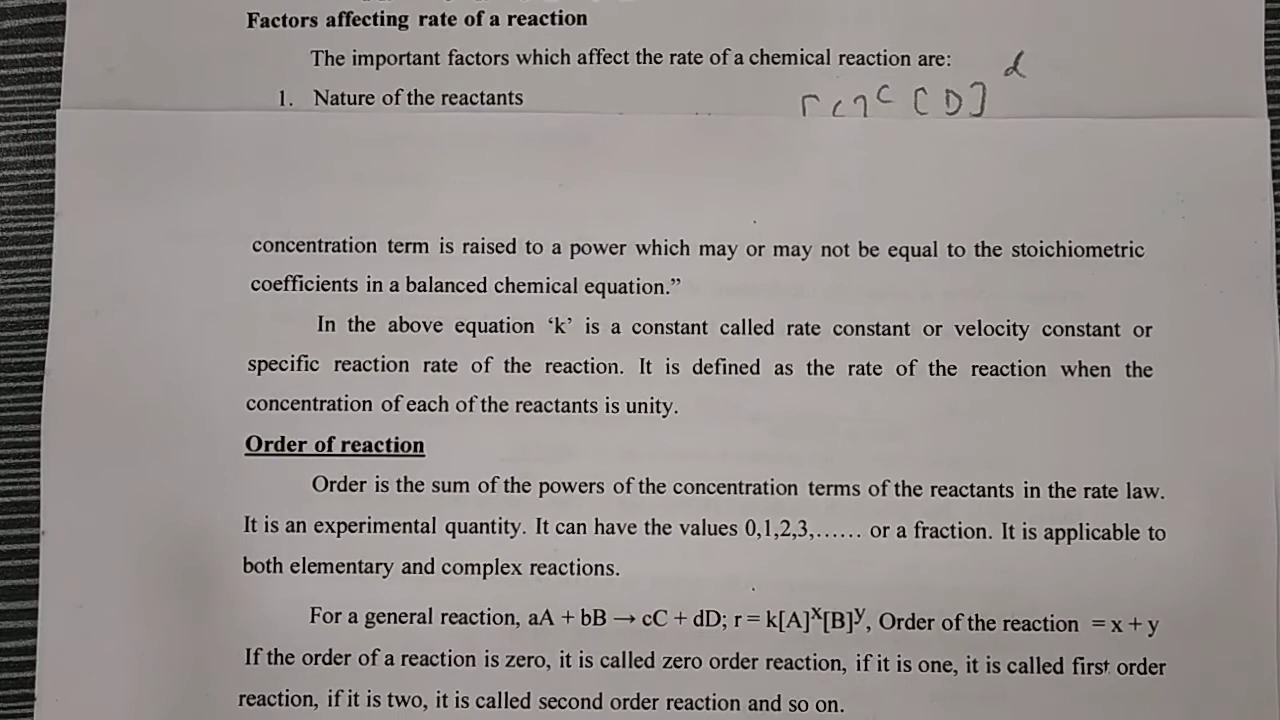 Factors affecting rate of a reaction
The important factors which affect the rate of a chemical reaction are:
1. Nature of the reactants
[D]ᵈ
concentration term is raised to a power which may or may not be equal to the stoichiometric
coefficients in a balanced chemical equation.”
In the above equation ‘k’ is a constant called rate constant or velocity constant or
specific reaction rate of the reaction. It is defined as the rate of the reaction when the
concentration of each of the reactants is unity.
Order of reaction
Order is the sum of the powers of the concentration terms of the reactants in the rate law.
It is an experimental quantity. It can have the values 0,1,2,3,…… or a fraction. It is applicable to
both elementary and complex reactions.
For a general reaction, aA + bB → cC + dD; r = k[A]ˣ[B]ʸ, Order of the reaction = x + y
If the order of a reaction is zero, it is called zero order reaction, if it is one, it is called first order
reaction, if it is two, it is called second order reaction and so on.